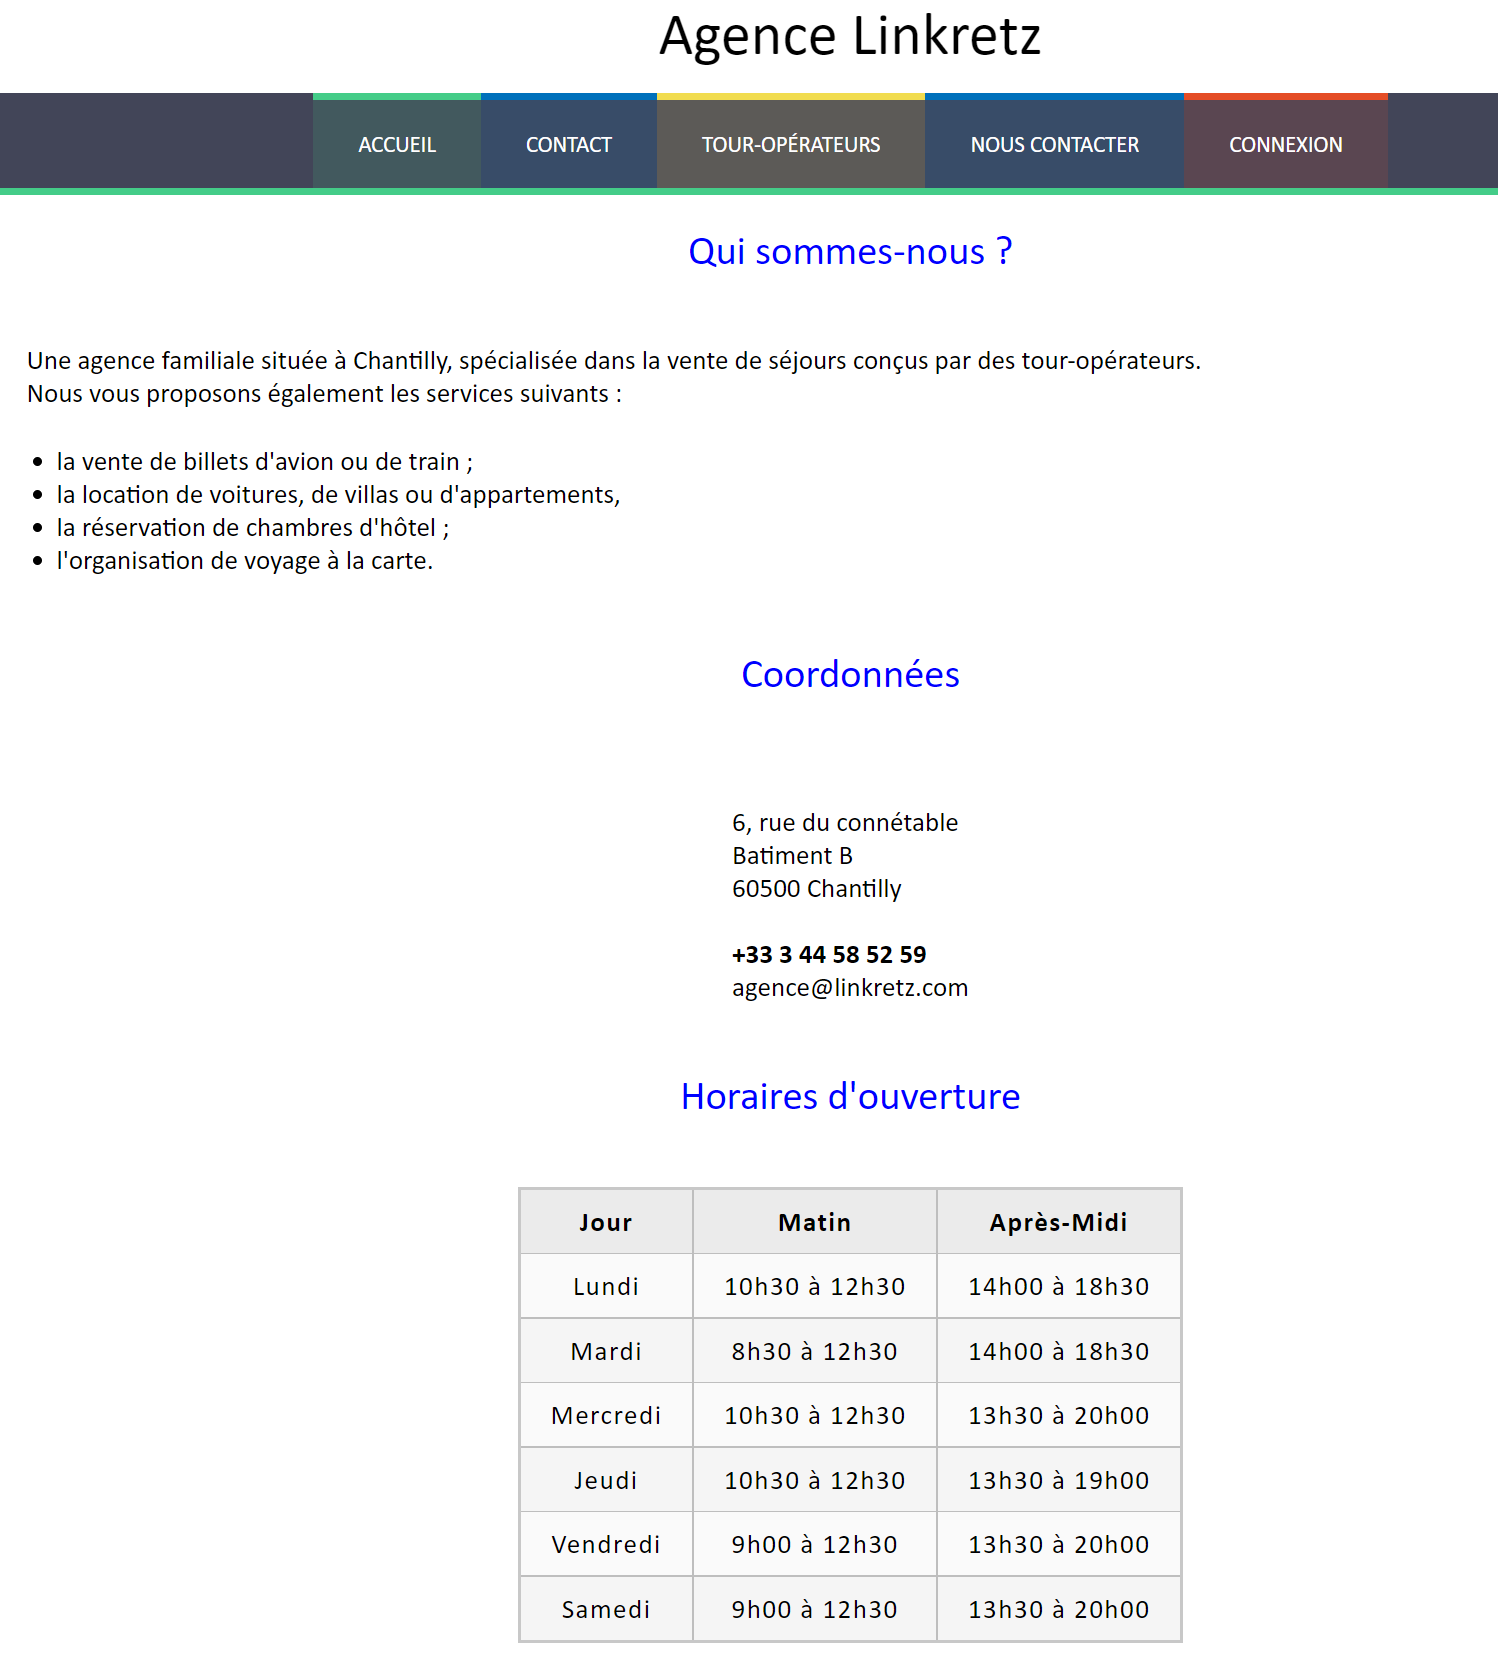 Agence Linkretz
ACCUEIL CONTACT TOUR-OPÉRATEURS NOUS CONTACTER CONNEXION
Qui sommes-nous ?
Une agence familiale située à Chantilly, spécialisée dans la vente de séjours conçus par des tour-opérateurs.
Nous vous proposons également les services suivants :
• la vente de billets d'avion ou de train ;
• la location de voitures, de villas ou d'appartements,
• la réservation de chambres d'hôtel ;
• l'organisation de voyage à la carte.
Coordonnées
6, rue du connétable
Batiment B
60500 Chantilly
+33 3 44 58 52 59
agence@linkretz.com
Horaires d'ouverture
Jour Matin Après-Midi
Lundi 10h30 à 12h30 14h00 à 18h30
Mardi 8h30 à 12h30 14h00 à 18h30
Mercredi 10h30 à 12h30 13h30 à 20h00
Jeudi 10h30 à 12h30 13h30 à 19h00
Vendredi 9h00 à 12h30 13h30 à 20h00
Samedi 9h00 à 12h30 13h30 à 20h00